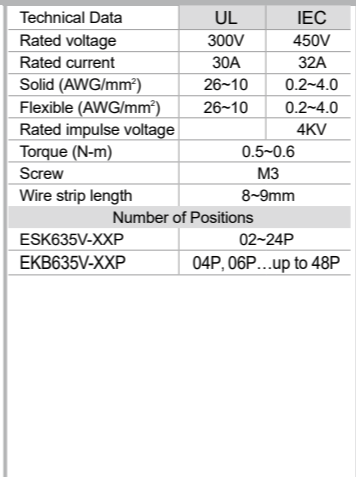 Technical Data UL IEC
Rated voltage 300V 450V
Rated current 30A 32A
Solid (AWG/mm²) 26~10 0.2~4.0
Flexible (AWG/mm²) 26~10 0.2~4.0
Rated impulse voltage 4KV
Torque (N-m) 0.5~0.6
Screw M3
Wire strip length 8~9mm
Number of Positions
ESK635V-XXP 02~24P
EKB635V-XXP 04P, 06P…up to 48P